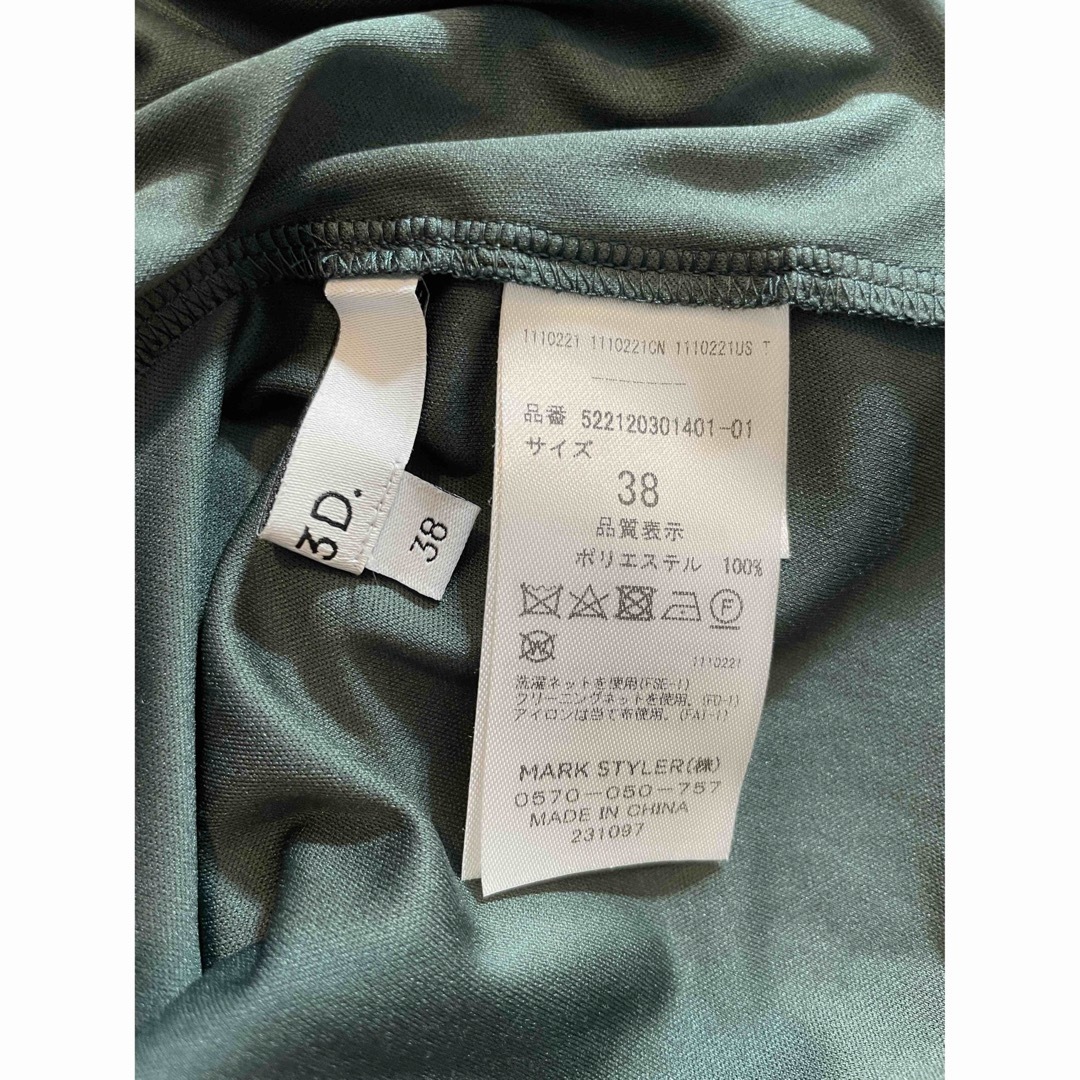 3D.
38
1110221 1110221CN 1110221US T
--------
品番 522120301401-01
サイズ
38
品質表示
ポリエステル 100%
F
W
1110221
洗濯ネットを使用(FSE-1)
クリーニングネットを使用。(FD-1)
アイロンは当て布使用。(FA1-1)
MARK STYLER(株)
0570-050-757
MADE IN CHINA
231097